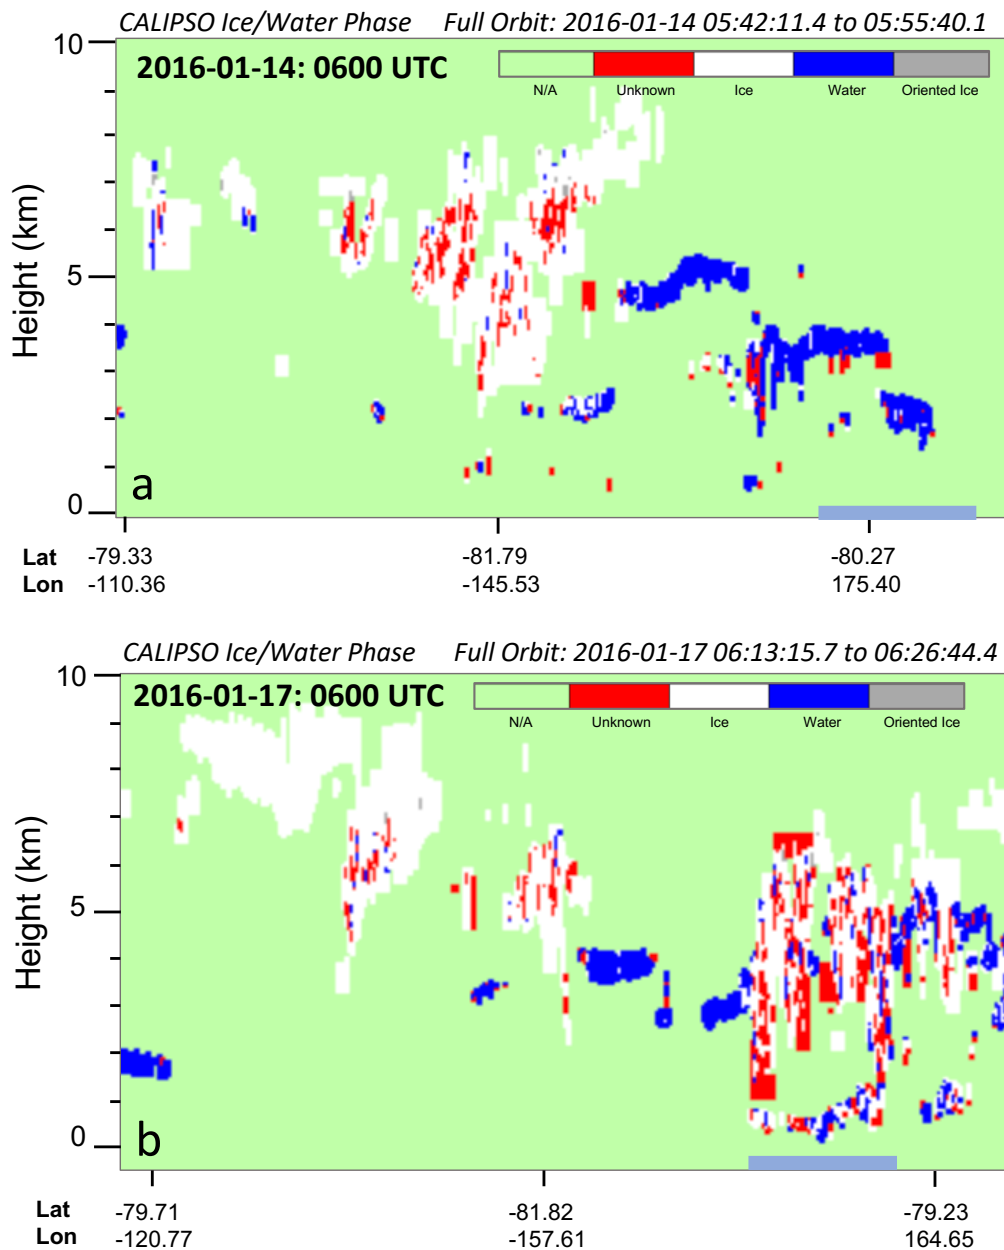 CALIPSO Ice/Water Phase Full Orbit: 2016-01-14 05:42:11.4 to 05:55:40.1
10
2016-01-14: 0600 UTC
N/A Unknown Ice Water Oriented Ice
Height (km)
5
a
0
Lat -79.33 -81.79 -80.27
Lon -110.36 -145.53 175.40
CALIPSO Ice/Water Phase Full Orbit: 2016-01-17 06:13:15.7 to 06:26:44.4
10
2016-01-17: 0600 UTC
N/A Unknown Ice Water Oriented Ice
Height (km)
5
b
0
Lat -79.71 -81.82 -79.23
Lon -120.77 -157.61 164.65